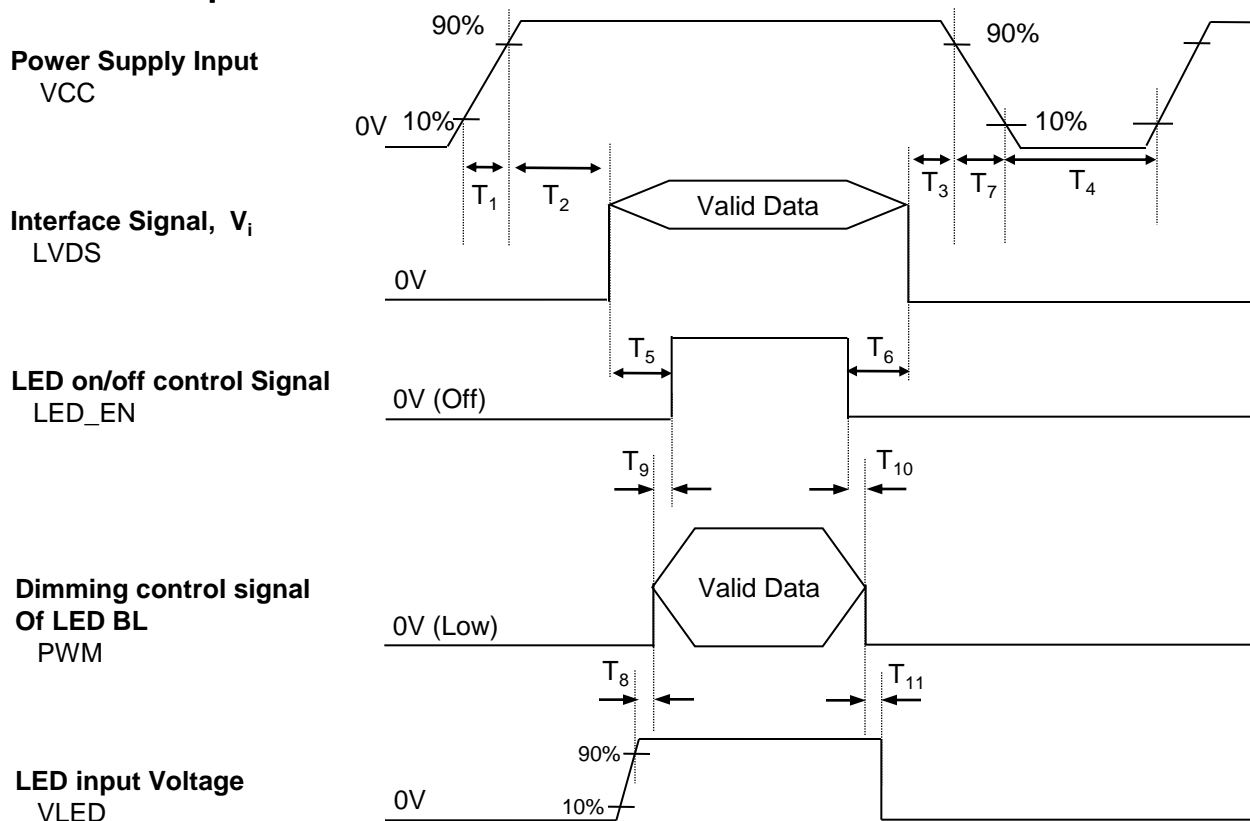 90%
90%
Power Supply Input
VCC
0V
10%
10%
T1
T2
T3
T7
T4
Valid Data
Interface Signal, Vi
LVDS
0V
T5
T6
LED on/off control Signal
LED_EN
0V (Off)
T9
T10
Dimming control signal
Of LED BL
PWM
Valid Data
0V (Low)
T8
T11
90%
LED input Voltage
VLED
0V
10%